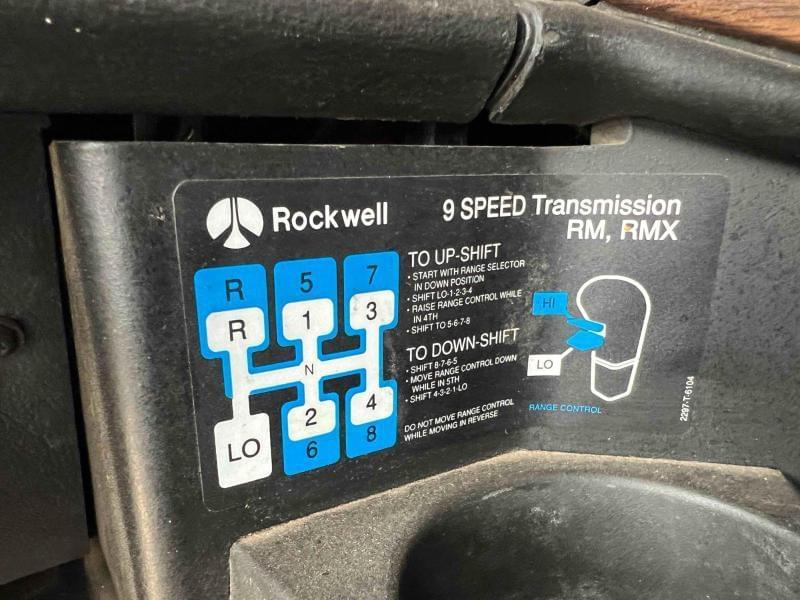 Rockwell
9 SPEED Transmission
RM, RMX
R 5 7
R 1 3
N
LO 2 4
6 8
TO UP-SHIFT
• START WITH RANGE SELECTOR
IN DOWN POSITION
• SHIFT LO-1-2-3-4
• RAISE RANGE CONTROL WHILE
IN 4TH
• SHIFT TO 5-6-7-8
TO DOWN-SHIFT
• SHIFT 8-7-6-5
• MOVE RANGE CONTROL DOWN
WHILE IN 5TH
• SHIFT 4-3-2-1-LO
DO NOT MOVE RANGE CONTROL
WHILE MOVING IN REVERSE
HI
LO
RANGE CONTROL
2297-T-6104